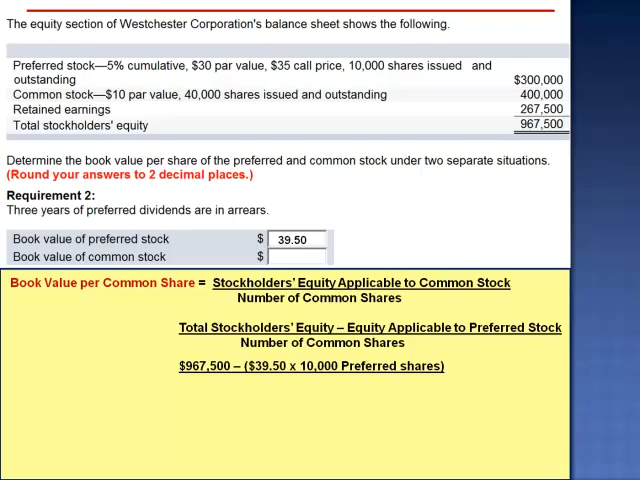 The equity section of Westchester Corporation's balance sheet shows the following.
Preferred stock—5% cumulative, $30 par value, $35 call price, 10,000 shares issued and
outstanding $300,000
Common stock—$10 par value, 40,000 shares issued and outstanding 400,000
Retained earnings 267,500
Total stockholders' equity 967,500
Determine the book value per share of the preferred and common stock under two separate situations.
(Round your answers to 2 decimal places.)
Requirement 2:
Three years of preferred dividends are in arrears.
Book value of preferred stock $ 39.50
Book value of common stock $
Book Value per Common Share = Stockholders' Equity Applicable to Common Stock
Number of Common Shares
Total Stockholders' Equity – Equity Applicable to Preferred Stock
Number of Common Shares
$967,500 – ($39.50 x 10,000 Preferred shares)